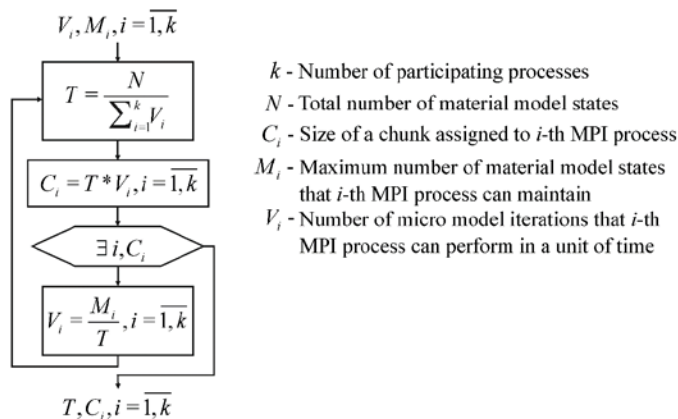 V_i, M_i, i = \overline{1,k}
T = \frac{N}{\sum_{i=1}^{k} V_i}
C_i = T * V_i, i = \overline{1,k}
∃ i, C_i
V_i = \frac{M_i}{T}, i = \overline{1,k}
T, C_i, i = \overline{1,k}
k - Number of participating processes
N - Total number of material model states
C_i - Size of a chunk assigned to i-th MPI process
M_i - Maximum number of material model states
that i-th MPI process can maintain
V_i - Number of micro model iterations that i-th
MPI process can perform in a unit of time